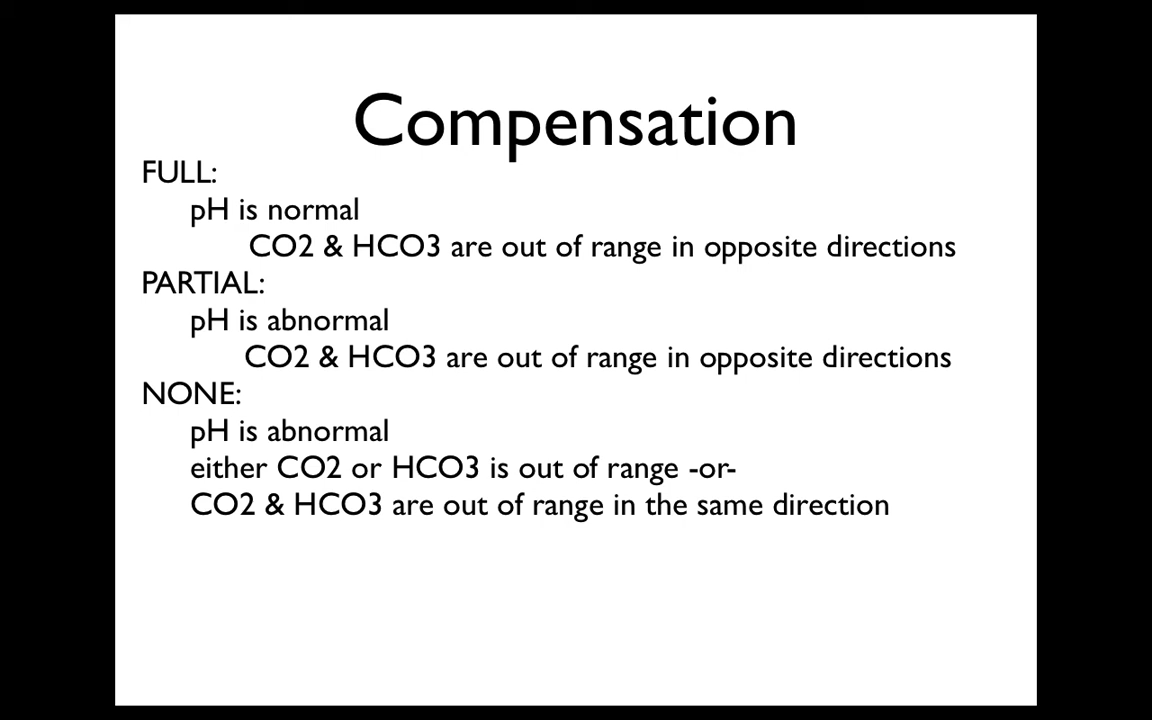 Compensation
FULL:
pH is normal
CO2 & HCO3 are out of range in opposite directions
PARTIAL:
pH is abnormal
CO2 & HCO3 are out of range in opposite directions
NONE:
pH is abnormal
either CO2 or HCO3 is out of range -or-
CO2 & HCO3 are out of range in the same direction